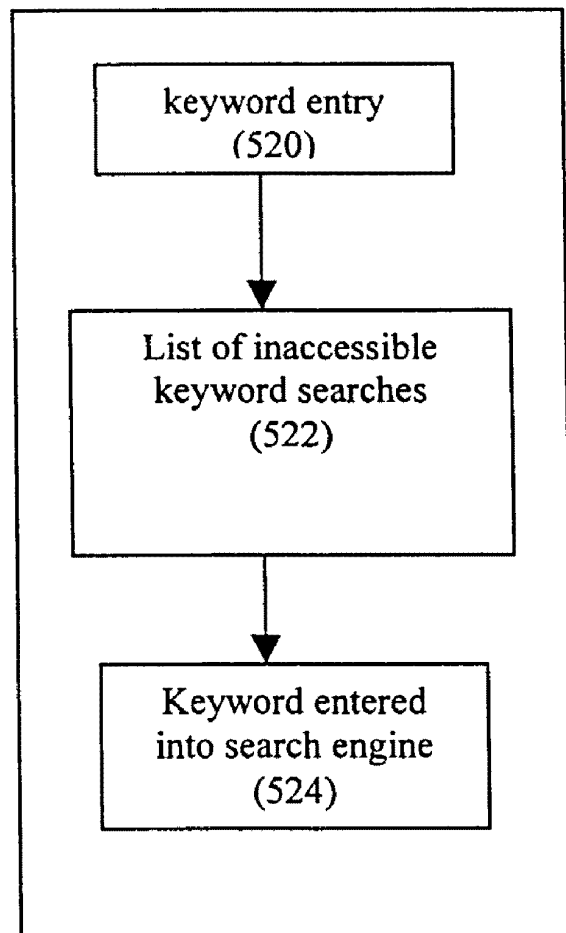 keyword entry
(520)
List of inaccessible
keyword searches
(522)
Keyword entered
into search engine
(524)